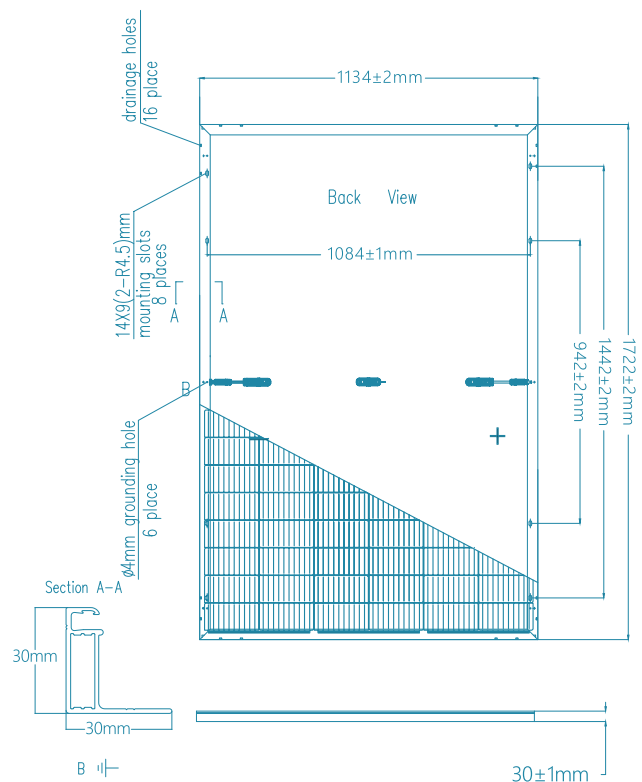 drainage holes
16 place
1134±2mm
Back View
14X9(2-R4.5)mm
mounting slots
8 places
1084±1mm
A
A
B
942±2mm
1442±2mm
1722±2mm
ø4mm grounding hole
6 place
Section A-A
30mm
30mm
B
30±1mm